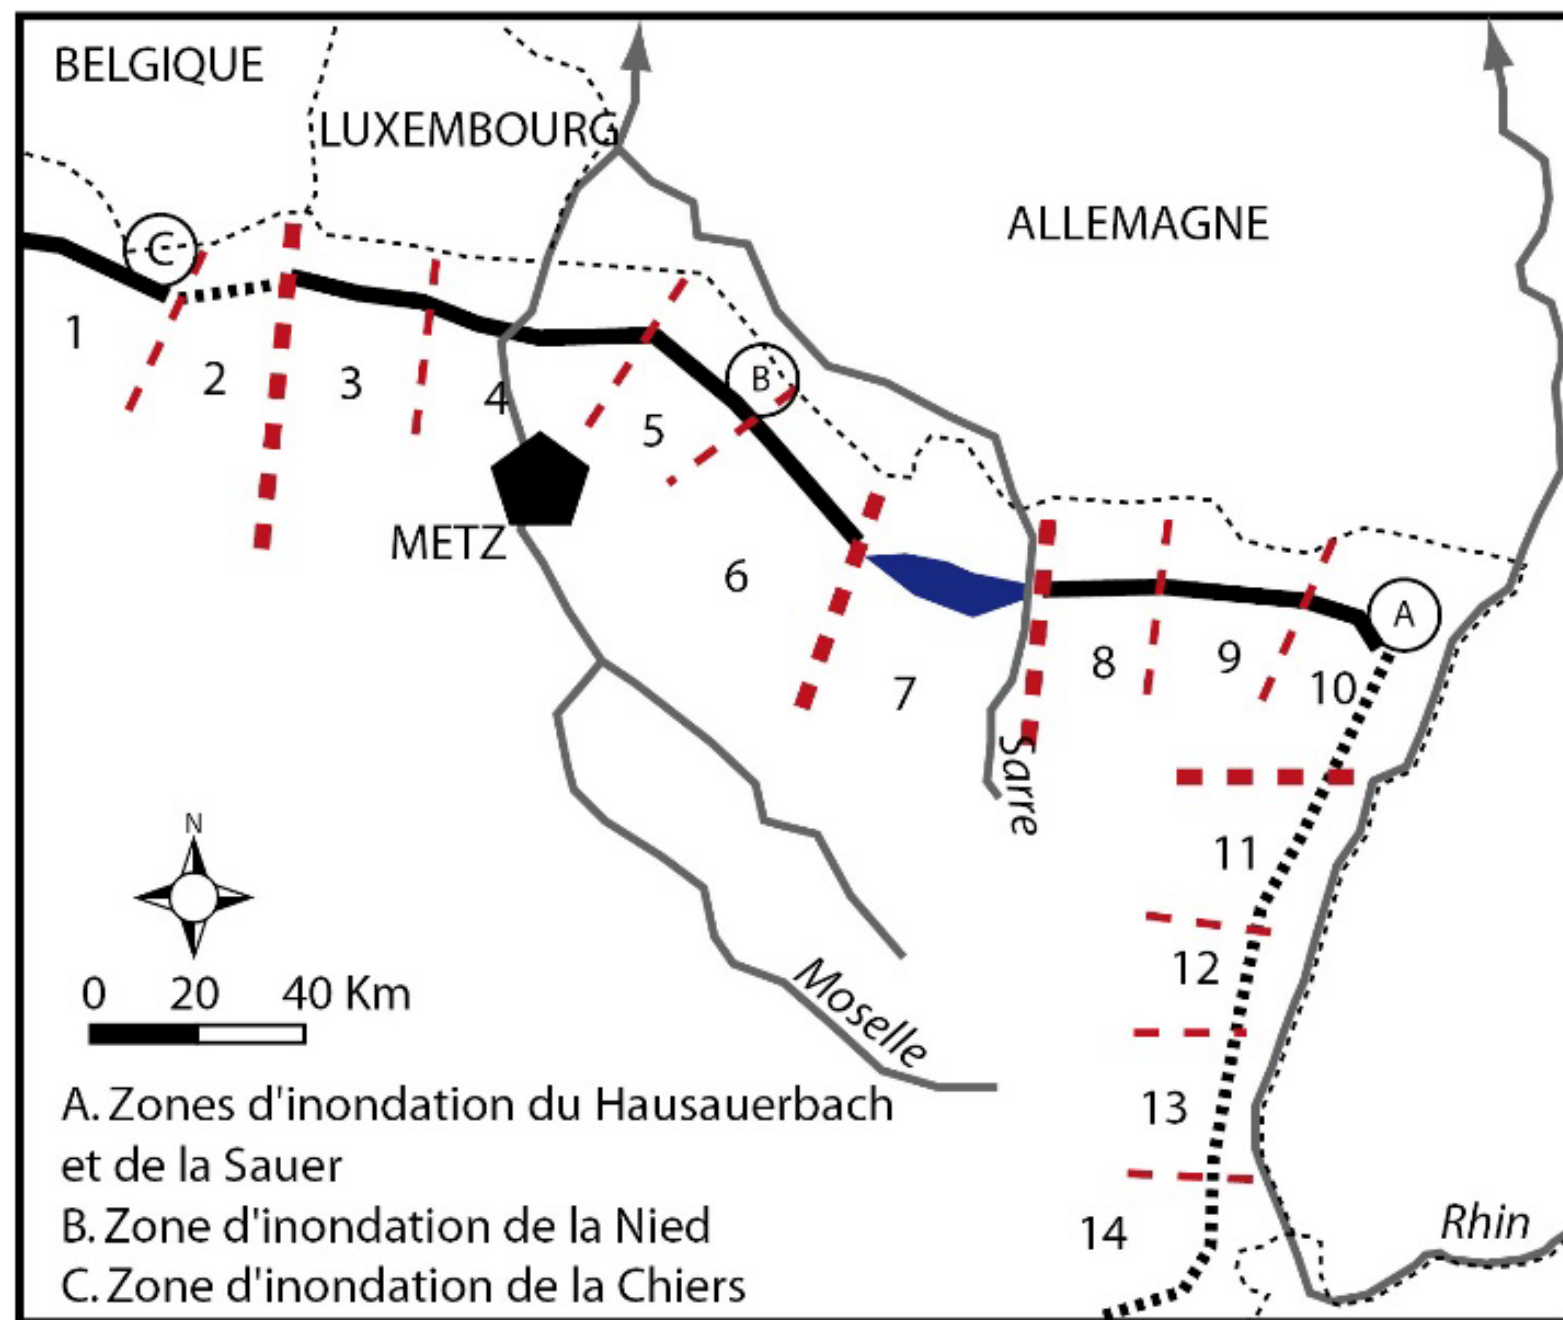 BELGIQUE
LUXEMBOURG
ALLEMAGNE
C
1
2
3
4
B
5
METZ
6
7
8
9
A
10
Sarre
11
N
12
0 20 40 Km
Moselle
13
A. Zones d'inondation du Hausauerbach
et de la Sauer
14
Rhin
B. Zone d'inondation de la Nied
C. Zone d'inondation de la Chiers